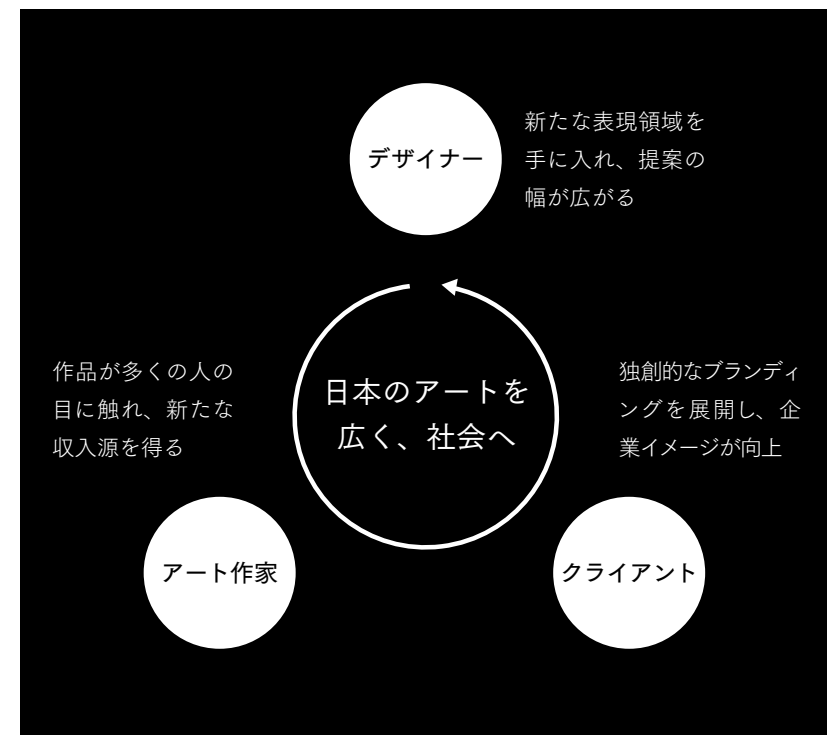 デザイナー
新たな表現領域を
手に入れ、提案の
幅が広がる
日本のアートを
広く、社会へ
作品が多くの人の
目に触れ、新たな
収入源を得る
アート作家
独創的なブランディ
ングを展開し、企
業イメージが向上
クライアント